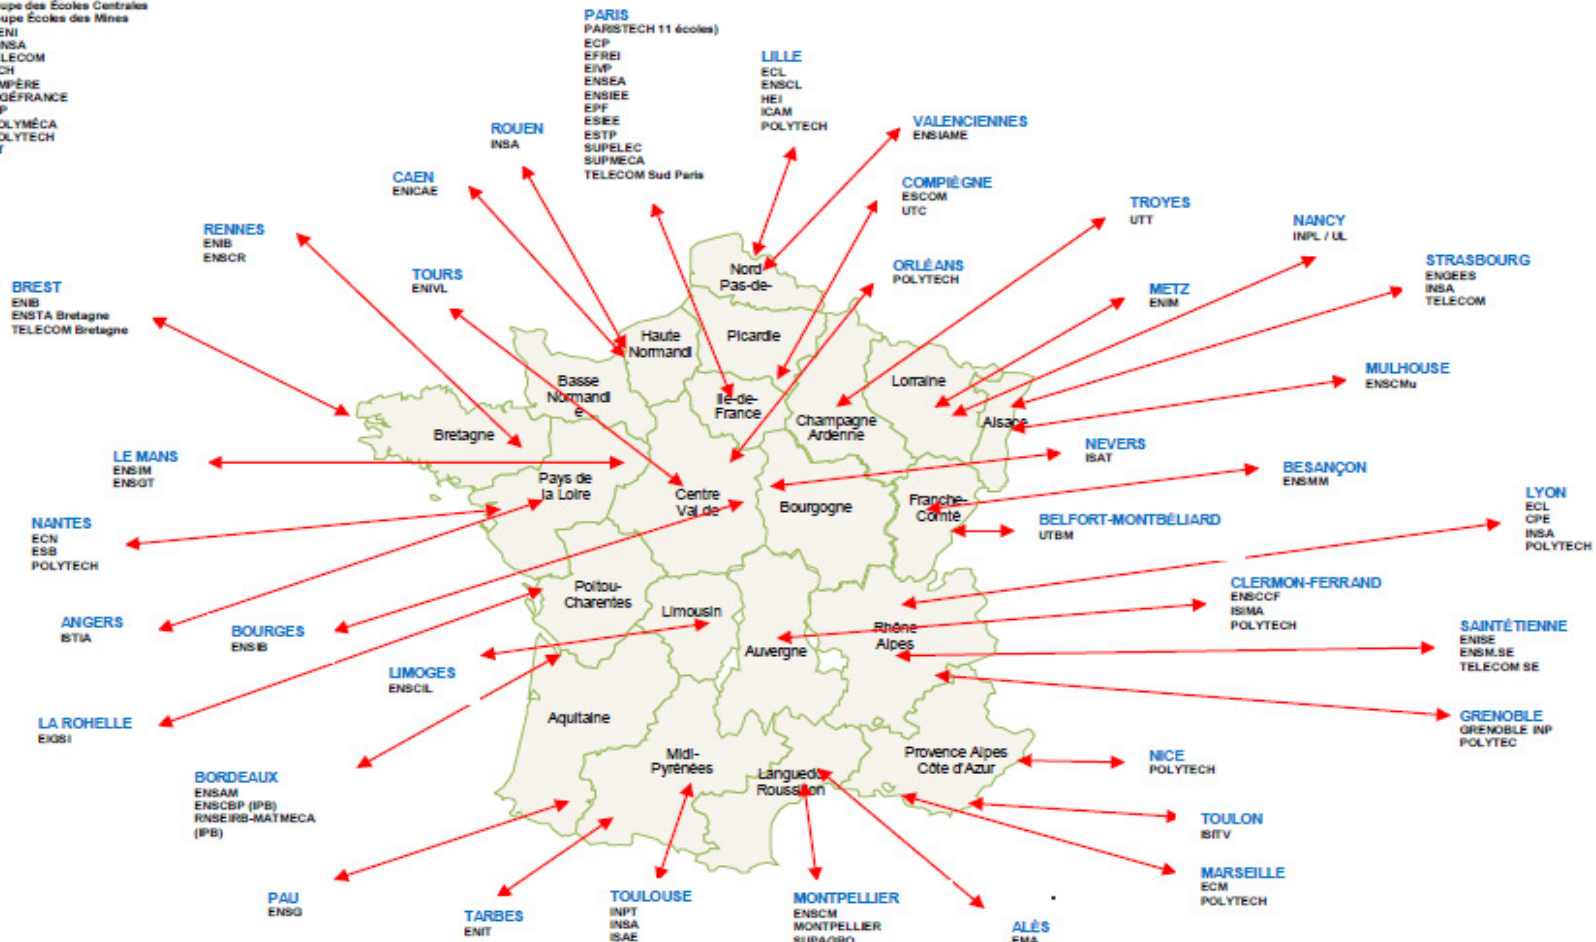 upe des Écoles Centrales
upe Écoles des Mines
ENI
NSA
LECOM
CH
MPÈRE
GÉFRANCE
P
OLYMÉCA
OLYTECH
T
PARIS
PARISTECH 11 écoles)
ECP
EFREI
EIVP
ENSEA
ENSIEE
EPF
ESIEE
ESTP
SUPELEC
SUPMECA
TELECOM Sud Paris
LILLE
ECL
ENSCL
HEI
ICAM
POLYTECH
VALENCIENNES
ENSIAME
ROUEN
INSA
CAEN
ENICAE
COMPIÈGNE
ESCOM
UTC
TROYES
UTT
NANCY
INPL / UL
RENNES
ENIB
ENSCR
TOURS
ENIVL
ORLÉANS
POLYTECH
STRASBOURG
ENGEES
INSA
TELECOM
BREST
ENIB
ENSTA Bretagne
TELECOM Bretagne
METZ
ENIM
MULHOUSE
ENSCMu
Nord
Pas-de-
Haute
Normandi
Picardie
Basse
Normandi
e
Ile-de-
France
Lorraine
Champagne
Ardenne
Alsace
Bretagne
LE MANS
ENSIM
ENSGT
Pays de
la Loire
Centre
Val de
Bourgogne
Franche-
Comté
NEVERS
ISAT
BESANÇON
ENSMM
BELFORT-MONTBÉLIARD
UTBM
LYON
ECL
CPE
INSA
POLYTECH
NANTES
ECN
ESB
POLYTECH
ANGERS
ISTIA
BOURGES
ENSIB
Poitou-
Charentes
Limousin
Auvergne
Rhône
Alpes
CLERMON-FERRAND
ENSCCF
ISIMA
POLYTECH
SAINTÉTIENNE
ENISE
ENSM.SE
TELECOM SE
LIMOGES
ENSCIL
LA ROHELLE
EIGSI
GRENOBLE
GRENOBLE INP
POLYTEC
Aquitaine
Midi-
Pyrénées
Languedo
Roussillon
Provence Alpes
Côte d'Azur
NICE
POLYTECH
BORDEAUX
ENSAM
ENSCBP (IPB)
RNSEIRB-MATMECA
(IPB)
TOULON
ISITV
MARSEILLE
ECM
POLYTECH
PAU
ENSG
TARBES
ENIT
TOULOUSE
INPT
INSA
ISAE
MONTPELLIER
ENSCM
MONTPELLIER
SUPAGRO
ALÈS
EMA